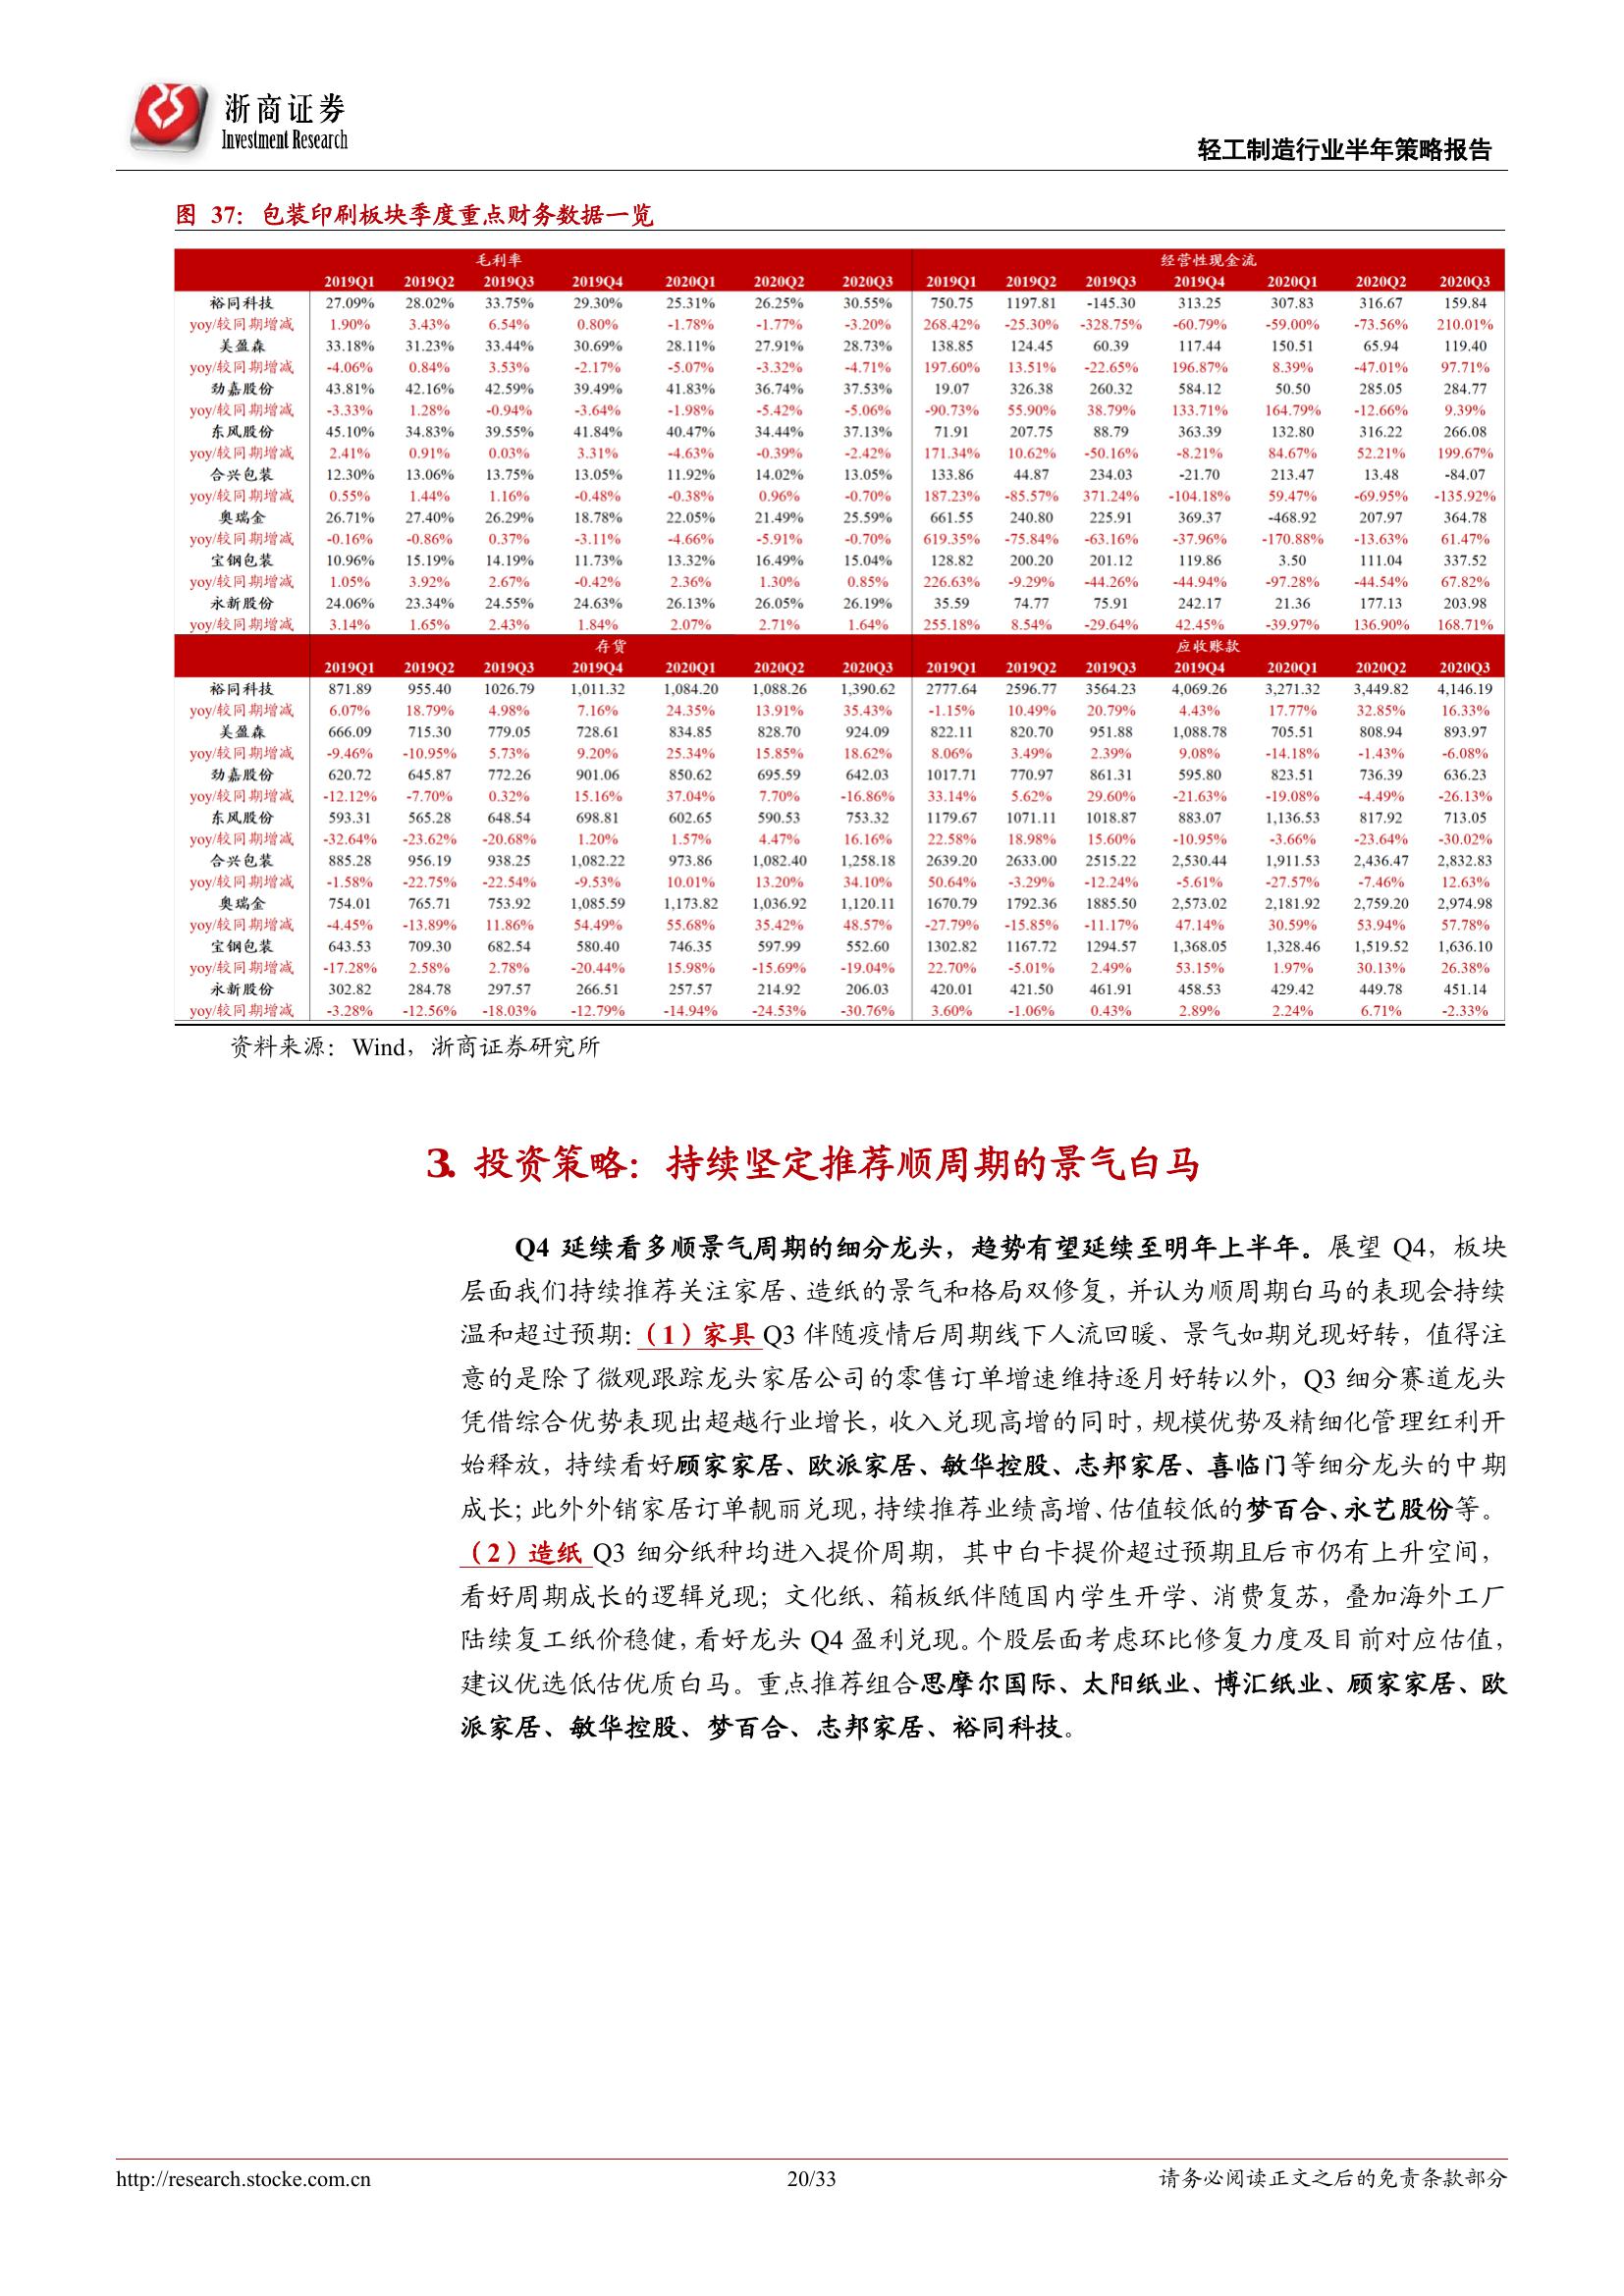 浙商证券
Investment Research
轻工制造行业半年策略报告
图 37：包装印刷板块季度重点财务数据一览
毛利率 经营性现金流
2019Q1 2019Q2 2019Q3 2019Q4 2020Q1 2020Q2 2020Q3 2019Q1 2019Q2 2019Q3 2019Q4 2020Q1 2020Q2 2020Q3
裕同科技 27.09% 28.02% 33.75% 29.30% 25.31% 26.25% 30.55% 750.75 1197.81 -145.30 313.25 307.83 316.67 159.84
yoy/较同期增减 1.90% 3.43% 6.54% 0.80% -1.78% -1.77% -3.20% 268.42% -25.30% -328.75% -60.79% -59.00% -73.56% 210.01%
美盈森 33.18% 31.23% 33.44% 30.69% 28.11% 27.91% 28.73% 138.85 124.45 60.39 117.44 150.51 65.94 119.40
yoy/较同期增减 -4.06% 0.84% 3.53% -2.17% -5.07% -3.32% -4.71% 197.60% 13.51% -22.65% 196.87% 8.39% -47.01% 97.71%
劲嘉股份 43.81% 42.16% 42.59% 39.49% 41.83% 36.74% 37.53% 19.07 326.38 260.32 584.12 50.50 285.05 284.77
yoy/较同期增减 -3.33% 1.28% -0.94% -3.64% -1.98% -5.42% -5.06% -90.73% 55.90% 38.79% 133.71% 164.79% -12.66% 9.39%
东风股份 45.10% 34.83% 39.55% 41.84% 40.47% 34.44% 37.13% 71.91 207.75 88.79 363.39 132.80 316.22 266.08
yoy/较同期增减 2.41% 0.91% 0.03% 3.31% -4.63% -0.39% -2.42% 171.34% 10.62% -50.16% -8.21% 84.67% 52.21% 199.67%
合兴包装 12.30% 13.06% 13.75% 13.05% 11.92% 14.02% 13.05% 133.86 44.87 234.03 -21.70 213.47 13.48 -84.07
yoy/较同期增减 0.55% 1.44% 1.16% -0.48% -0.38% 0.96% -0.70% 187.23% -85.57% 371.24% -104.18% 59.47% -69.95% -135.92%
奥瑞金 26.71% 27.40% 26.29% 18.78% 22.05% 21.49% 25.59% 661.55 240.80 225.91 369.37 -468.92 207.97 364.78
yoy/较同期增减 -0.16% -0.86% 0.37% -3.11% -4.66% -5.91% -0.70% 619.35% -75.84% -63.16% -37.96% -170.88% -13.63% 61.47%
宝钢包装 10.96% 15.19% 14.19% 11.73% 13.32% 16.49% 15.04% 128.82 200.20 201.12 119.86 3.50 111.04 337.52
yoy/较同期增减 1.05% 3.92% 2.67% -0.42% 2.36% 1.30% 0.85% 226.63% -9.29% -44.26% -44.94% -97.28% -44.54% 67.82%
永新股份 24.06% 23.34% 24.55% 24.63% 26.13% 26.05% 26.19% 35.59 74.77 75.91 242.17 21.36 177.13 203.98
yoy/较同期增减 3.14% 1.65% 2.43% 1.84% 2.07% 2.71% 1.64% 255.18% 8.54% -29.64% 42.45% -39.97% 136.90% 168.71%
存货 应收账款
2019Q1 2019Q2 2019Q3 2019Q4 2020Q1 2020Q2 2020Q3 2019Q1 2019Q2 2019Q3 2019Q4 2020Q1 2020Q2 2020Q3
裕同科技 871.89 955.40 1026.79 1,011.32 1,084.20 1,088.26 1,390.62 2777.64 2596.77 3564.23 4,069.26 3,271.32 3,449.82 4,146.19
yoy/较同期增减 6.07% 18.79% 4.98% 7.16% 24.35% 13.91% 35.43% -1.15% 10.49% 20.79% 4.43% 17.77% 32.85% 16.33%
美盈森 666.09 715.30 779.05 728.61 834.85 828.70 924.09 822.11 820.70 951.88 1,088.78 705.51 808.94 893.97
yoy/较同期增减 -9.46% -10.95% 5.73% 9.20% 25.34% 15.85% 18.62% 8.06% 3.49% 2.39% 9.08% -14.18% -1.43% -6.08%
劲嘉股份 620.72 645.87 772.26 901.06 850.62 695.59 642.03 1017.71 770.97 861.31 595.80 823.51 736.39 636.23
yoy/较同期增减 -12.12% -7.70% 0.32% 15.16% 37.04% 7.70% -16.86% 33.14% 5.62% 29.60% -21.63% -19.08% -4.49% -26.13%
东风股份 593.31 565.28 648.54 698.81 602.65 590.53 753.32 1179.67 1071.11 1018.87 883.07 1,136.53 817.92 713.05
yoy/较同期增减 -32.64% -23.62% -20.68% 1.20% 1.57% 4.47% 16.16% 22.58% 18.98% 15.60% -10.95% -3.66% -23.64% -30.02%
合兴包装 885.28 956.19 938.25 1,082.22 973.86 1,082.40 1,258.18 2639.20 2633.00 2515.22 2,530.44 1,911.53 2,436.47 2,832.83
yoy/较同期增减 -1.58% -22.75% -22.54% -9.53% 10.01% 13.20% 34.10% 50.64% -3.29% -12.24% -5.61% -27.57% -7.46% 12.63%
奥瑞金 754.01 765.71 753.92 1,085.59 1,173.82 1,036.92 1,120.11 1670.79 1792.36 1885.50 2,573.02 2,181.92 2,759.20 2,974.98
yoy/较同期增减 -4.45% -13.89% 11.86% 54.49% 55.68% 35.42% 48.57% -27.79% -15.85% -11.17% 47.14% 30.59% 53.94% 57.78%
宝钢包装 643.53 709.30 682.54 580.40 746.35 597.99 552.60 1302.82 1167.72 1294.57 1,368.05 1,328.46 1,519.52 1,636.10
yoy/较同期增减 -17.28% 2.58% 2.78% -20.44% 15.98% -15.69% -19.04% 22.70% -5.01% 2.49% 53.15% 1.97% 30.13% 26.38%
永新股份 302.82 284.78 297.57 266.51 257.57 214.92 206.03 420.01 421.50 461.91 458.53 429.42 449.78 451.14
yoy/较同期增减 -3.28% -12.56% -18.03% -12.79% -14.94% -24.53% -30.76% 3.60% -1.06% 0.43% 2.89% 2.24% 6.71% -2.33%
资料来源：Wind，浙商证券研究所
3. 投资策略：持续坚定推荐顺周期的景气白马
Q4 延续看多顺景气周期的细分龙头，趋势有望延续至明年上半年。展望 Q4，板块
层面我们持续推荐关注家居、造纸的景气和格局双修复，并认为顺周期白马的表现会持续
温和超过预期：（1）家具 Q3 伴随疫情后周期线下人流回暖、景气如期兑现好转，值得注
意的是除了微观跟踪龙头家居公司的零售订单增速维持逐月好转以外，Q3 细分赛道龙头
凭借综合优势表现出超越行业增长，收入兑现高增的同时，规模优势及精细化管理红利开
始释放，持续看好顾家家居、欧派家居、敏华控股、志邦家居、喜临门等细分龙头的中期
成长；此外外销家居订单靓丽兑现，持续推荐业绩高增、估值较低的梦百合、永艺股份等。
（2）造纸 Q3 细分纸种均进入提价周期，其中白卡提价超过预期且后市仍有上升空间，
看好周期成长的逻辑兑现；文化纸、箱板纸伴随国内学生开学、消费复苏，叠加海外工厂
陆续复工纸价稳健，看好龙头 Q4 盈利兑现。个股层面考虑环比修复力度及目前对应估值，
建议优选低估优质白马。重点推荐组合思摩尔国际、太阳纸业、博汇纸业、顾家家居、欧
派家居、敏华控股、梦百合、志邦家居、裕同科技。
http://research.stocke.com.cn 20/33 请务必阅读正文之后的免责条款部分